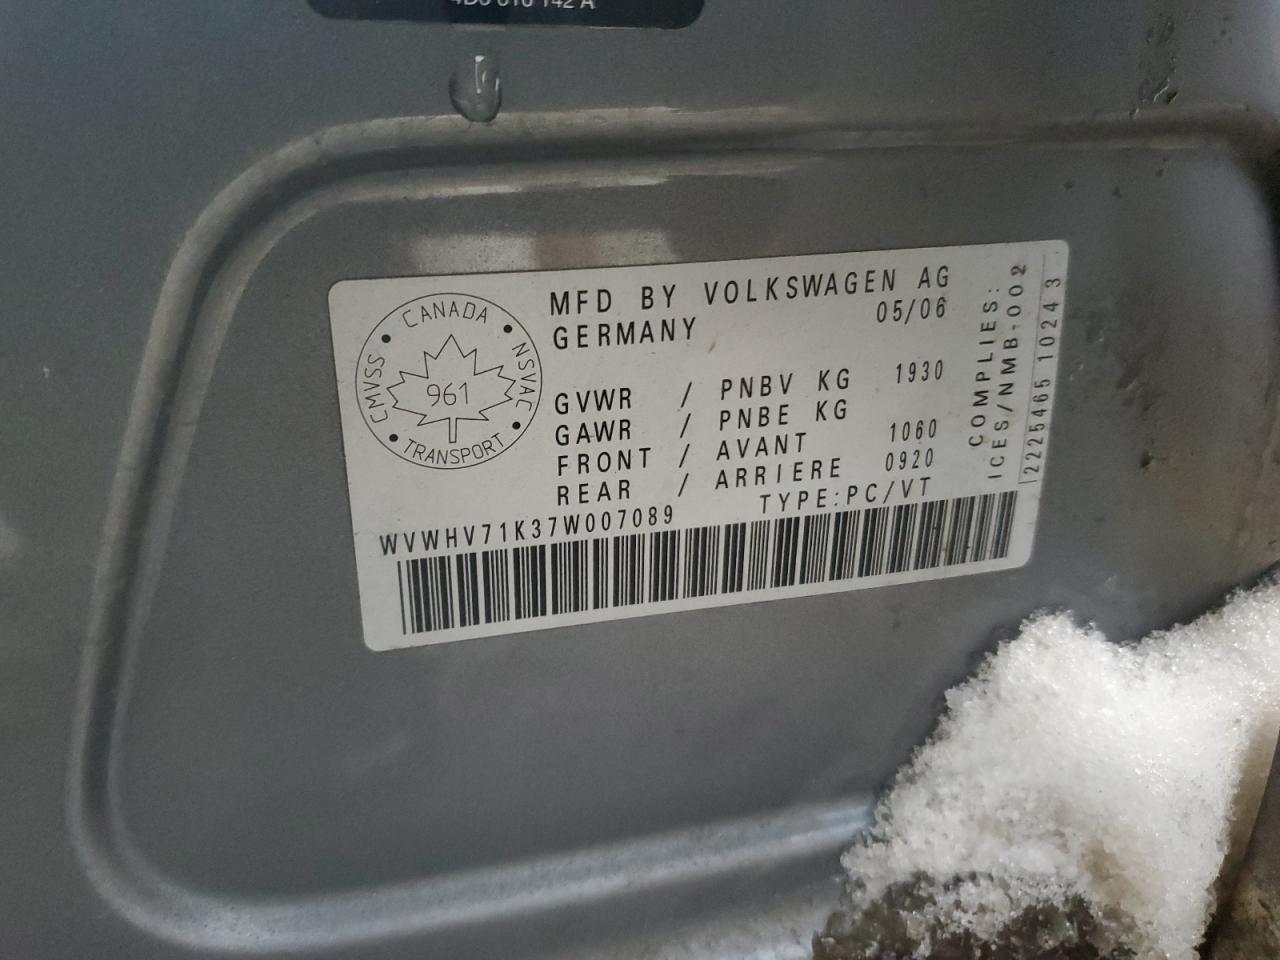 CANADA
CMVSS
NSVAC
961
TRANSPORT
MFD BY VOLKSWAGEN AG
GERMANY 05/06
GVWR / PNBV KG 1930
GAWR / PNBE KG
FRONT / AVANT 1060
REAR / ARRIERE 0920
TYPE:PC/VT
WVWHV71K37W007089
COMPLIES:
ICES/NMB-002
2225465 10243